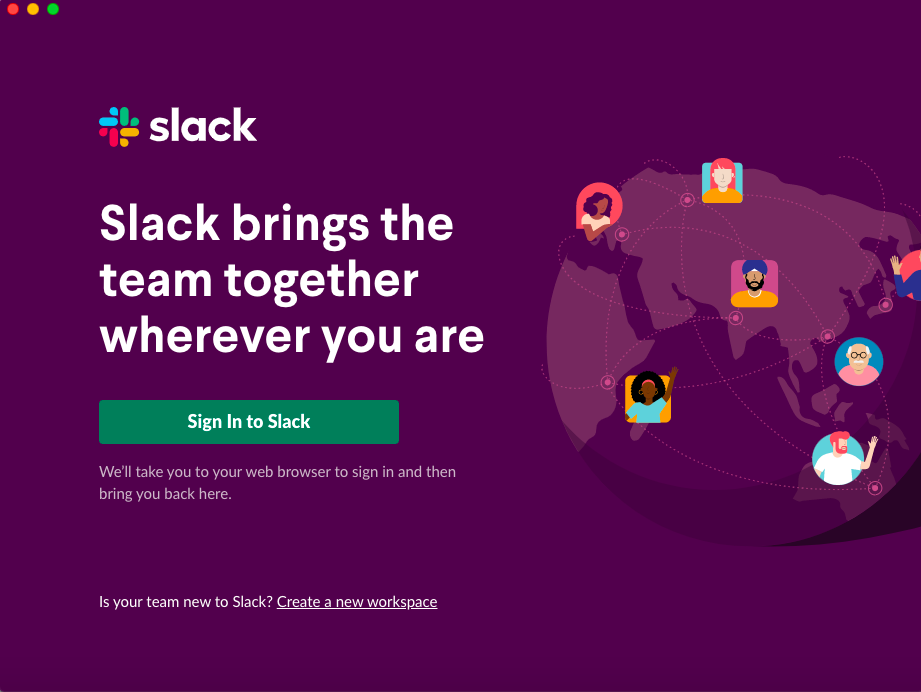 slack
Slack brings the
team together
wherever you are
Sign In to Slack
We’ll take you to your web browser to sign in and then
bring you back here.
Is your team new to Slack? Create a new workspace